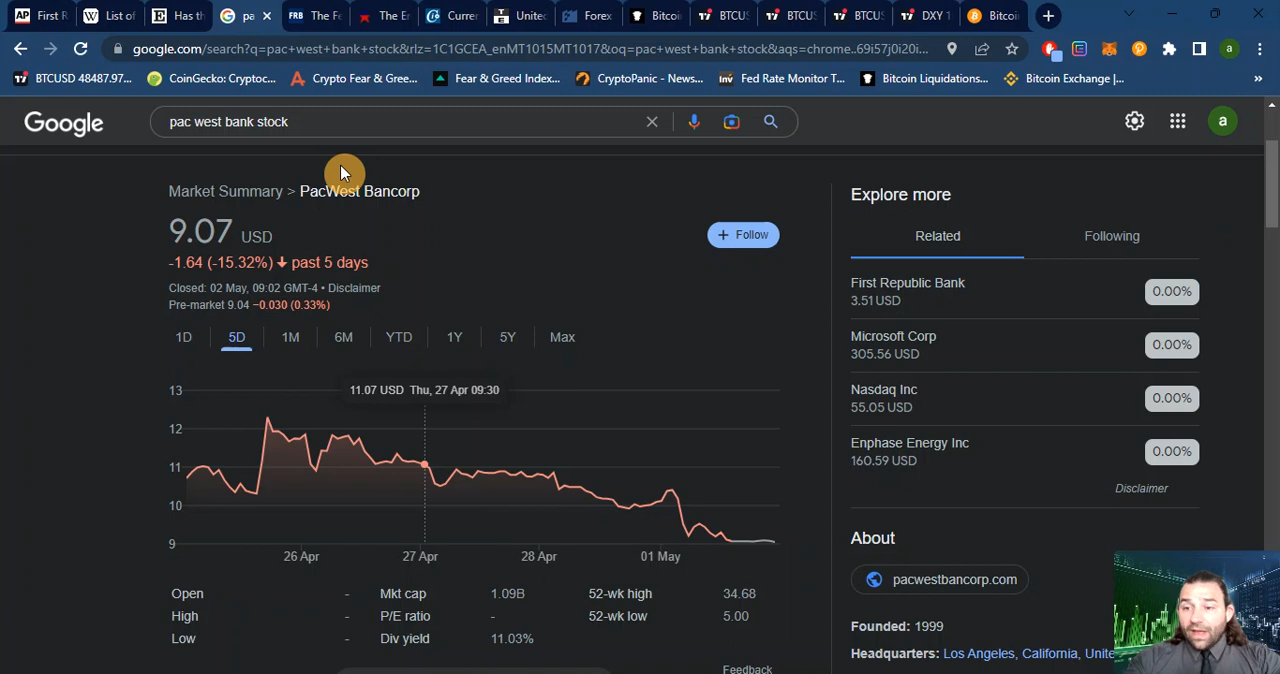 First R
List of
Has th
pa
The Fe
The Er
Curre
Unite
Forex
Bitcoi
BTCUS
BTCUS
BTCUS
DXY 1
Bitcoi
google.com/search?q=pac+west+bank+stock&rlz=1C1GCEA_enMT1015MT1017&oq=pac+west+bank+stock&aqs=chrome..69i57j0i20i...
a
BTCUSD 48487.97...
CoinGecko: Cryptoc...
Crypto Fear & Gree...
Fear & Greed Index...
CryptoPanic - News...
Fed Rate Monitor T...
Bitcoin Liquidations...
Bitcoin Exchange |...
»
Google
pac west bank stock
a
Market Summary > PacWest Bancorp
9.07 USD
+ Follow
-1.64 (-15.32%) ↓ past 5 days
Closed: 02 May, 09:02 GMT-4 • Disclaimer
Pre-market 9.04 −0.030 (0.33%)
1D 5D 1M 6M YTD 1Y 5Y Max
11.07 USD Thu, 27 Apr 09:30
13
12
11
10
9
26 Apr 27 Apr 28 Apr 01 May
Open - Mkt cap 1.09B 52-wk high 34.68
High - P/E ratio - 52-wk low 5.00
Low - Div yield 11.03%
Feedback
Explore more
Related Following
First Republic Bank
3.51 USD
0.00%
Microsoft Corp
305.56 USD
0.00%
Nasdaq Inc
55.05 USD
0.00%
Enphase Energy Inc
160.59 USD
0.00%
Disclaimer
About
pacwestbancorp.com
Founded: 1999
Headquarters: Los Angeles, California, Unite